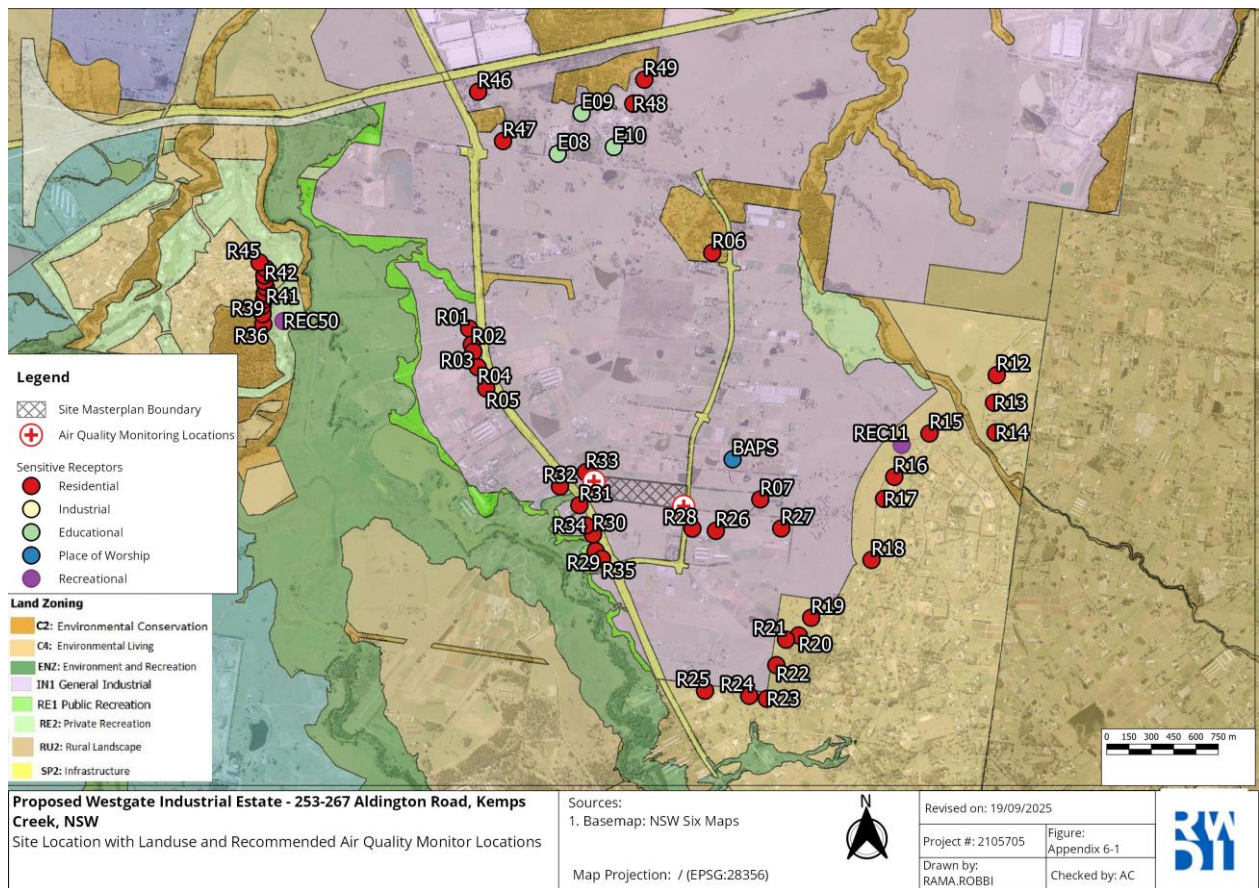 R46
R49
R48
E09
R47
E08
E10
R06
R45
R42
R41
R39
R36
REC50
R01
R02
R03
R04
R05
R12
R13
R14
R15
REC11
R16
R17
BAPS
R33
R32
R31
R07
R34
R30
R28
R26
R27
R29
R35
R18
R19
R21
R20
R22
R25
R24
R23
Legend
Site Masterplan Boundary
Air Quality Monitoring Locations
Sensitive Receptors
Residential
Industrial
Educational
Place of Worship
Recreational
Land Zoning
C2: Environmental Conservation
C4: Environmental Living
ENZ: Environment and Recreation
IN1 General Industrial
RE1 Public Recreation
RE2: Private Recreation
RU2: Rural Landscape
SP2: Infrastructure
0 150 300 450 600 750 m
Proposed Westgate Industrial Estate - 253-267 Aldington Road, Kemps
Creek, NSW
Site Location with Landuse and Recommended Air Quality Monitor Locations
Sources:
1. Basemap: NSW Six Maps
Map Projection: / (EPSG:28356)
N
Revised on: 19/09/2025
Project #: 2105705
Figure:
Appendix 6-1
Drawn by:
RAMA.ROBBI
Checked by: AC
RWDI